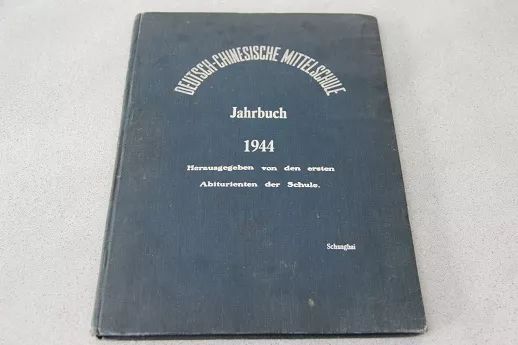 DEUTSCH-CHINESISCHE MITTELSCHULE
Jahrbuch
1944
Herausgegeben von den ersten
Abiturienten der Schule.
Schanghai